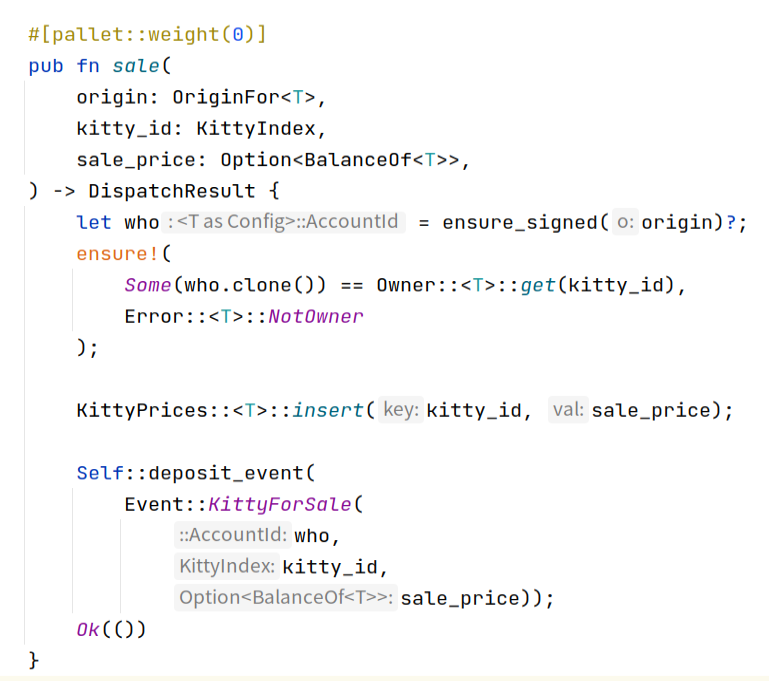 #[pallet::weight(0)]
pub fn sale(
origin: OriginFor<T>,
kitty_id: KittyIndex,
sale_price: Option<BalanceOf<T>>,
) -> DispatchResult {
let who : <T as Config>::AccountId = ensure_signed( o: origin)?;
ensure!(
Some(who.clone()) == Owner::<T>::get(kitty_id),
Error::<T>::NotOwner
);
KittyPrices::<T>::insert( key: kitty_id, val: sale_price);
Self::deposit_event(
Event::KittyForSale(
::AccountId: who,
KittyIndex: kitty_id,
Option<BalanceOf<T>>: sale_price));
Ok(())
}